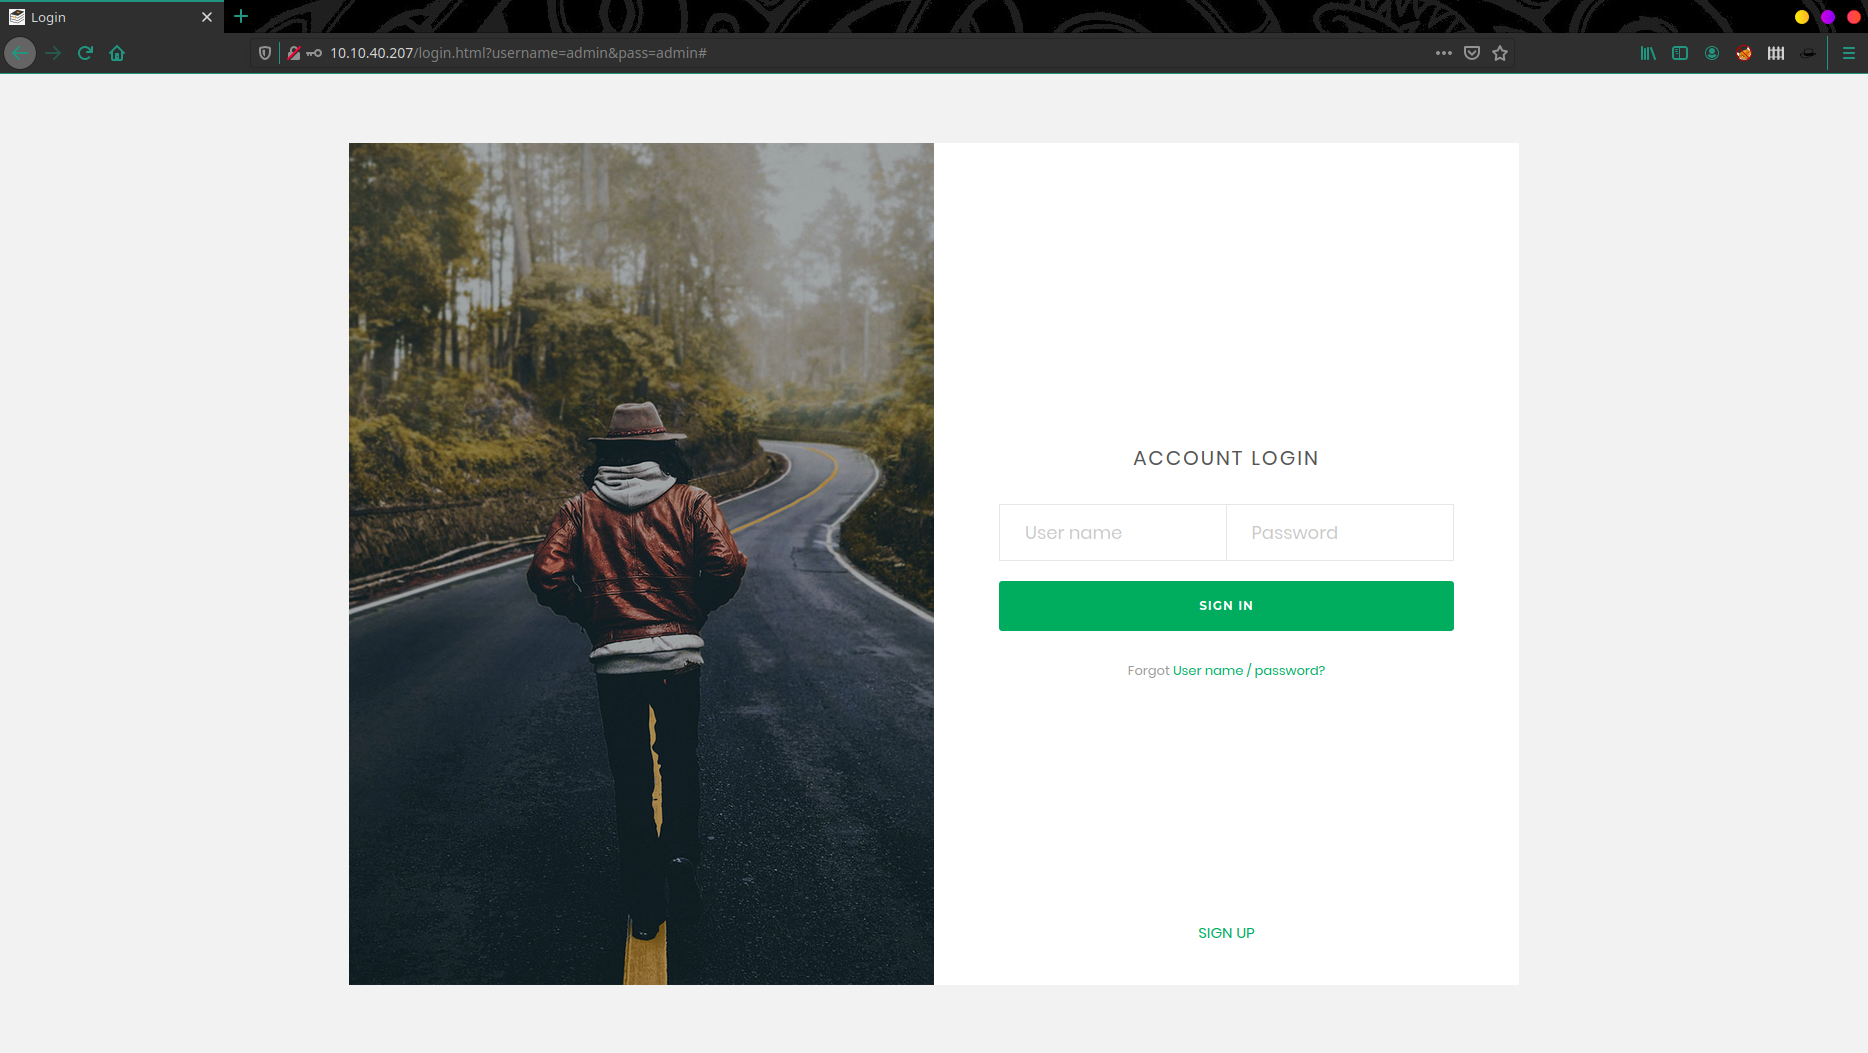 Login
10.10.40.207/login.html?username=admin&pass=admin#
ACCOUNT LOGIN
User name
Password
SIGN IN
Forgot User name / password?
SIGN UP